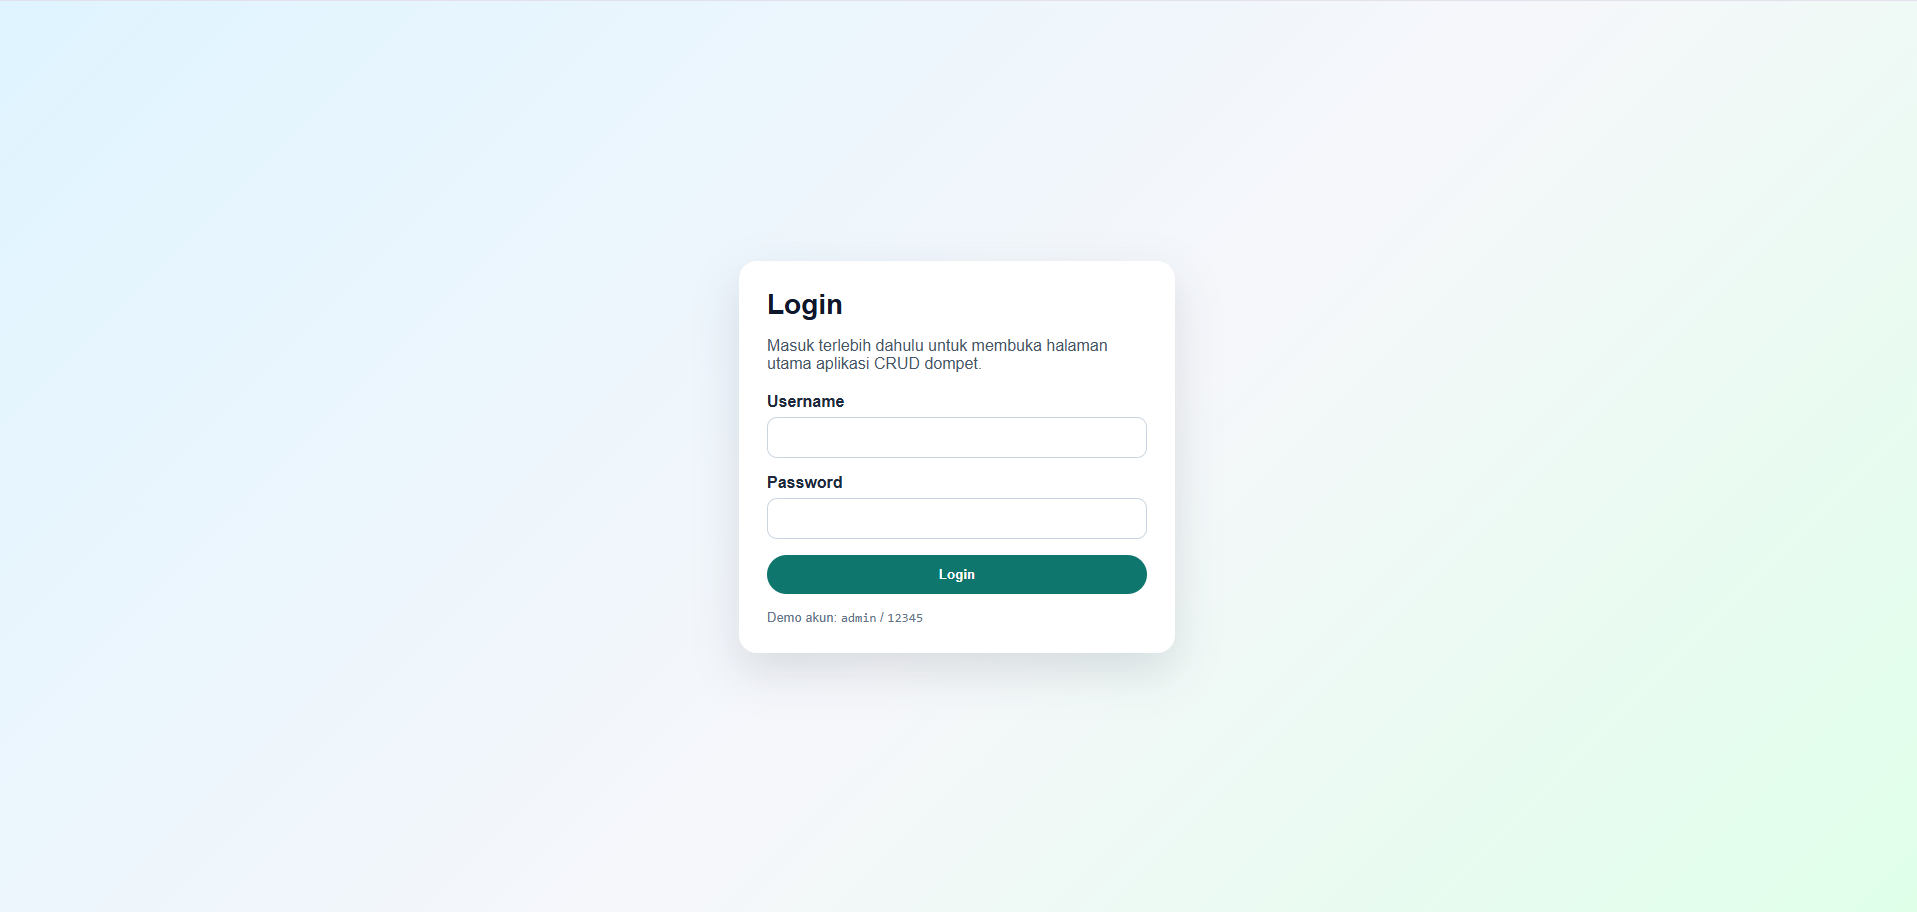 Login
Masuk terlebih dahulu untuk membuka halaman
utama aplikasi CRUD dompet.
Username
Password
Login
Demo akun: admin / 12345